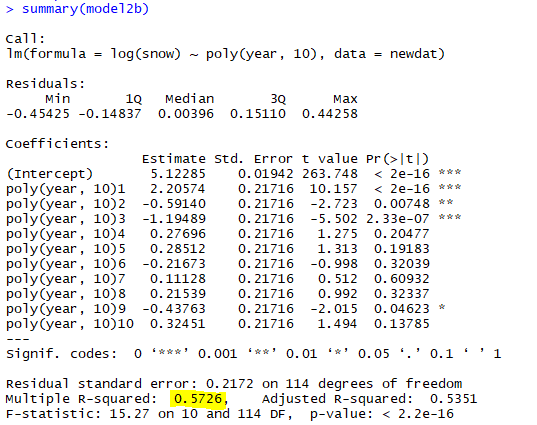 > summary(model2b)
Call:
lm(formula = log(snow) ~ poly(year, 10), data = newdat)
Residuals:
     Min       1Q   Median       3Q      Max
-0.45425 -0.14837  0.00396  0.15110  0.44258
Coefficients:
                 Estimate Std. Error t value Pr(>|t|)
(Intercept)       5.12285    0.01942 263.748  < 2e-16 ***
poly(year, 10)1   2.20574    0.21716  10.157  < 2e-16 ***
poly(year, 10)2  -0.59140    0.21716  -2.723  0.00748 **
poly(year, 10)3  -1.19489    0.21716  -5.502 2.33e-07 ***
poly(year, 10)4   0.27696    0.21716   1.275  0.20477
poly(year, 10)5   0.28512    0.21716   1.313  0.19183
poly(year, 10)6  -0.21673    0.21716  -0.998  0.32039
poly(year, 10)7   0.11128    0.21716   0.512  0.60932
poly(year, 10)8   0.21539    0.21716   0.992  0.32337
poly(year, 10)9  -0.43763    0.21716  -2.015  0.04623 *
poly(year, 10)10  0.32451    0.21716   1.494  0.13785
---
Signif. codes:  0 ‘***’ 0.001 ‘**’ 0.01 ‘*’ 0.05 ‘.’ 0.1 ‘ ’ 1
Residual standard error: 0.2172 on 114 degrees of freedom
Multiple R-squared:  0.5726,    Adjusted R-squared:  0.5351
F-statistic: 15.27 on 10 and 114 DF,  p-value: < 2.2e-16